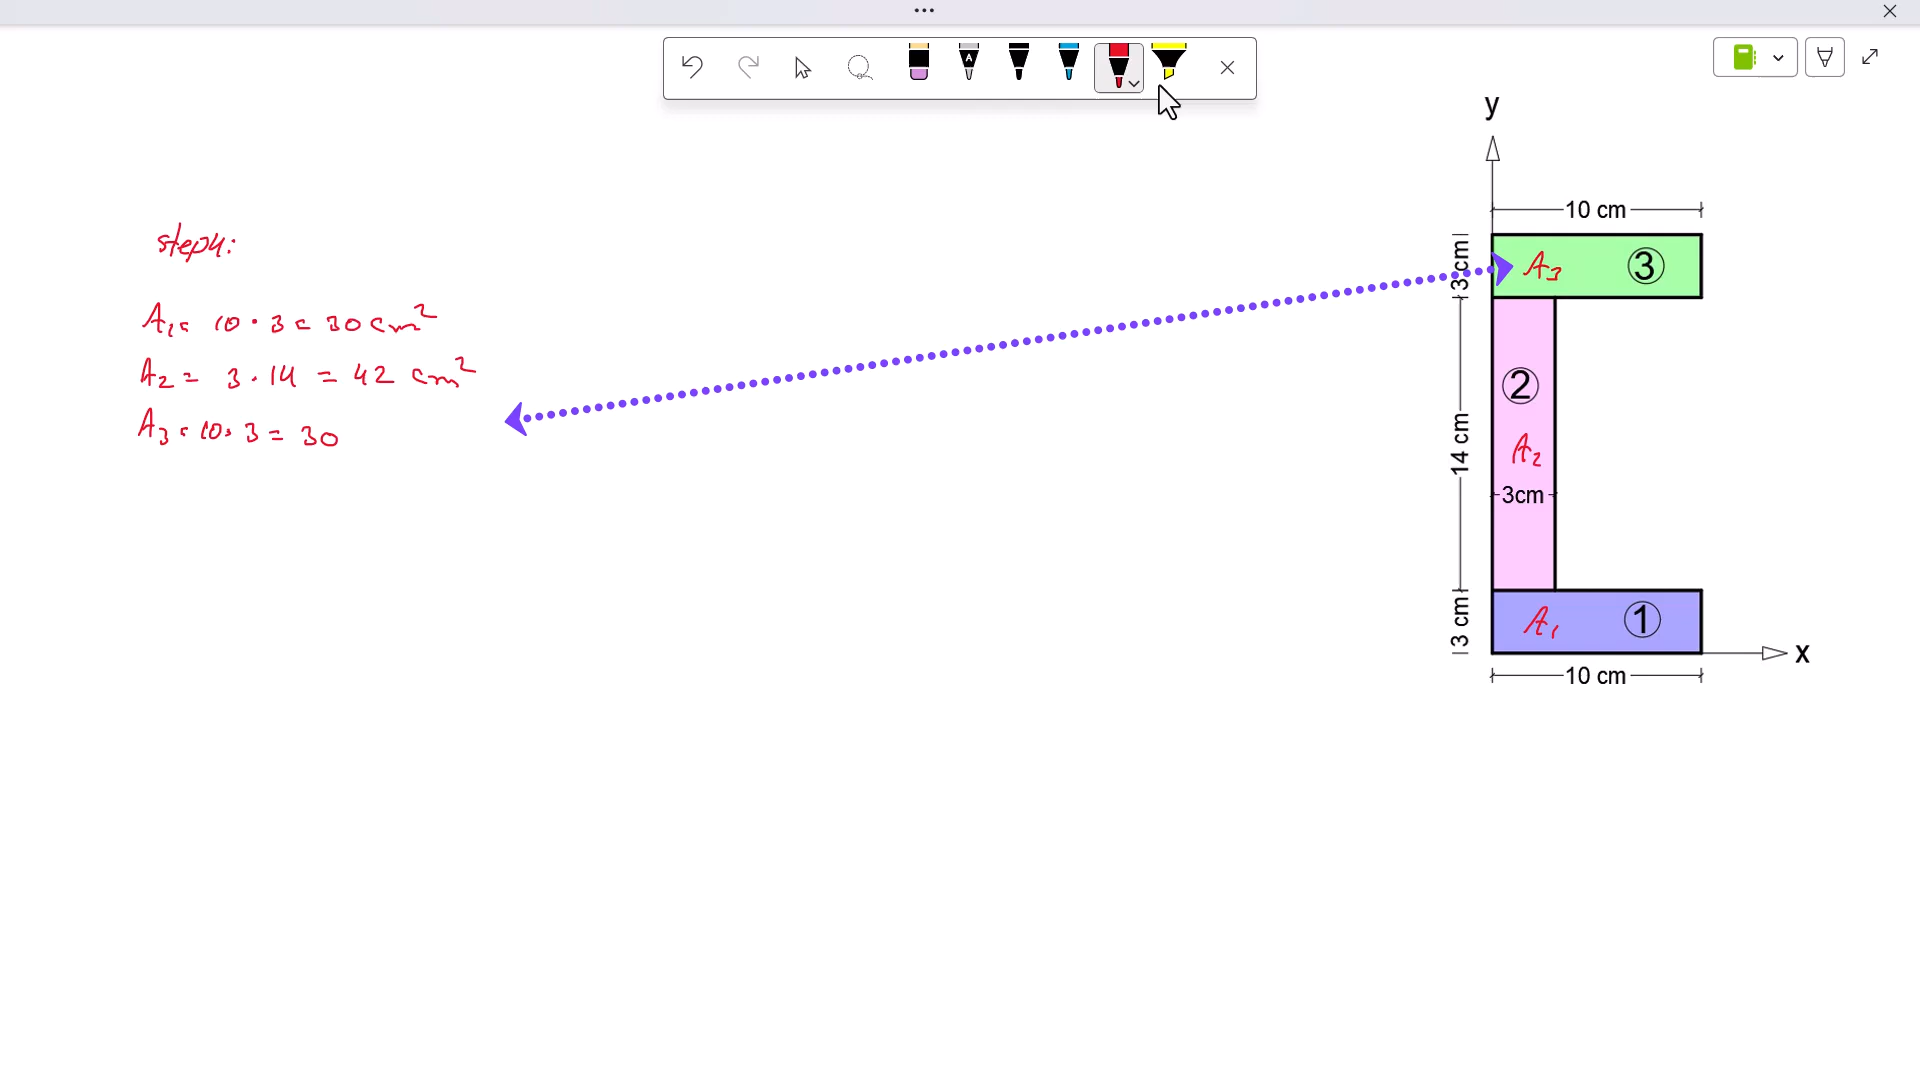 y
10 cm
step4:
A₃ ③
3cm
A₁ = 10 · 3 = 30 cm²
A₂ = 3 · 14 = 42 cm²
②
A₃ = 10 · 3 = 30
14 cm
A₂
3cm
3 cm
A₁ ①
x
10 cm